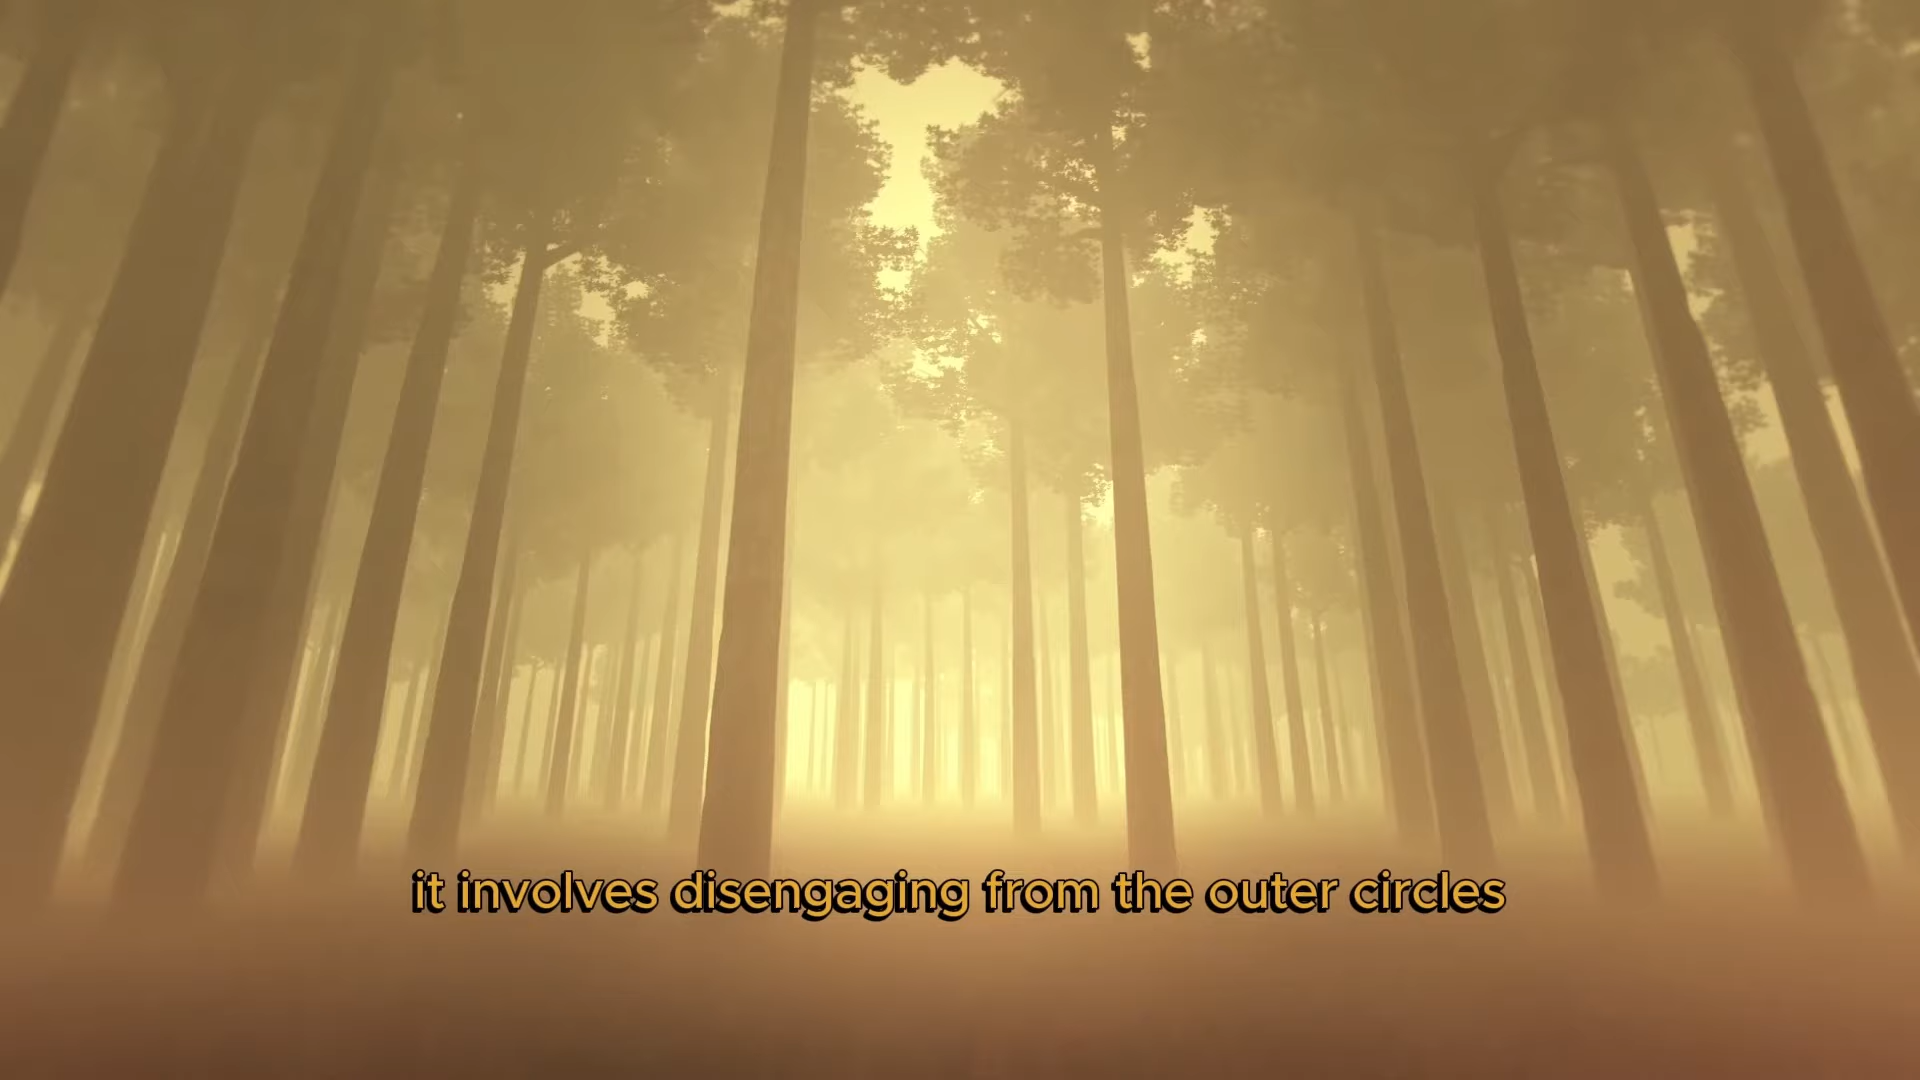 it involves disengaging from the outer circles